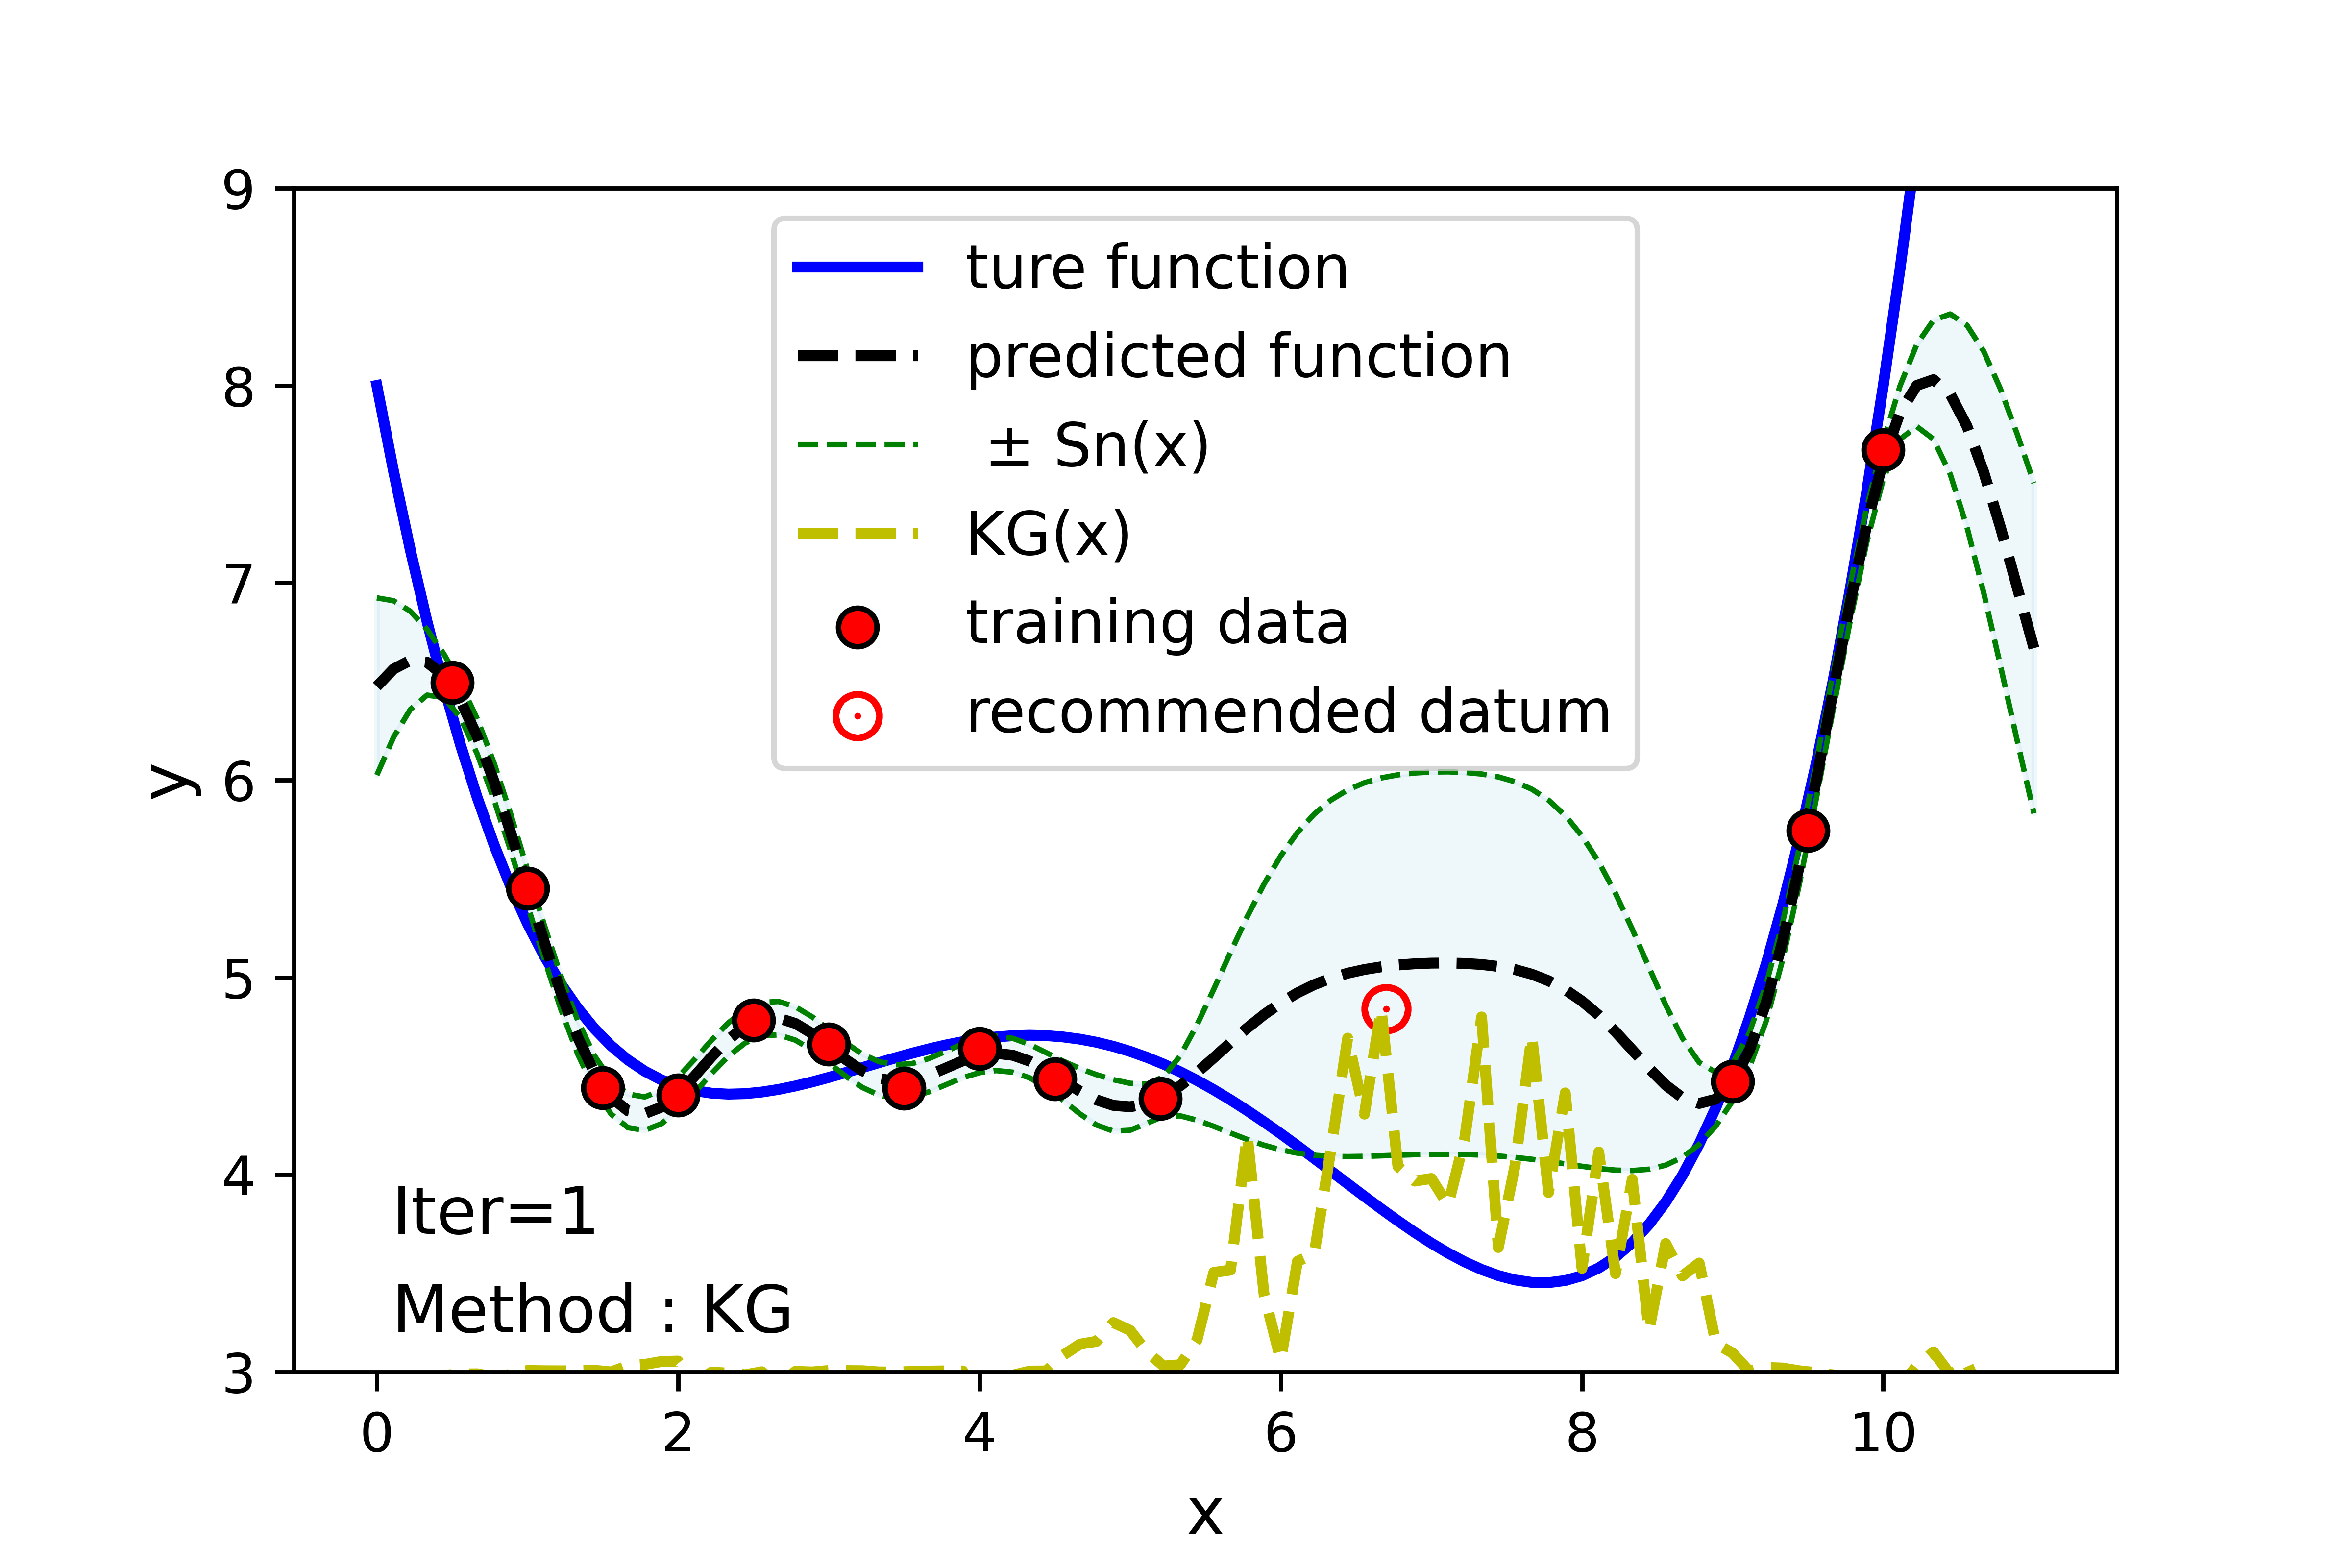 9
8
7
6
5
4
3
y
ture function
predicted function
± Sn(x)
KG(x)
training data
recommended datum
Iter=1
Method : KG
0 2 4 6 8 10
x